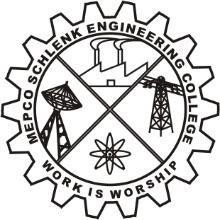 MEPCO SCHLENK ENGINEERING COLLEGE
WORK IS WORSHIP